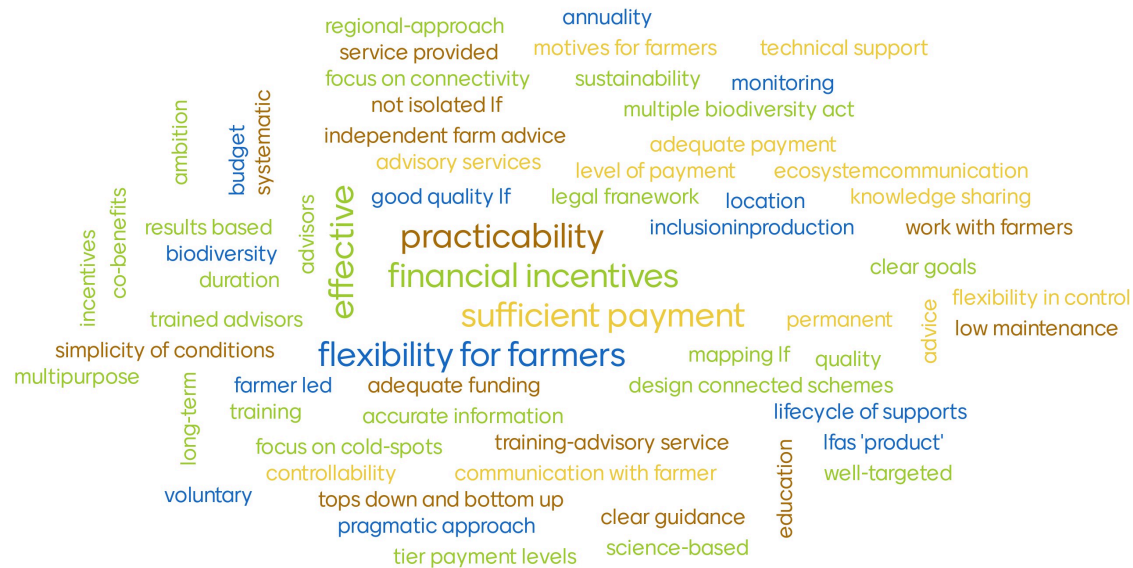 annuality
regional-approach
service provided
motives for farmers
technical support
focus on connectivity
sustainability
monitoring
not isolated lf
multiple biodiversity act
ambition
budget
systematic
independent farm advice
adequate payment
advisory services
level of payment
ecosystemcommunication
co-benefits
advisors
effective
good quality lf
legal franework
location
knowledge sharing
results based
inclusioninproduction
work with farmers
incentives
biodiversity
practicability
duration
financial incentives
clear goals
flexibility in control
trained advisors
sufficient payment
permanent
advice
low maintenance
simplicity of conditions
flexibility for farmers
mapping lf
quality
multipurpose
long-term
farmer led
adequate funding
design connected schemes
training
accurate information
lifecycle of supports
focus on cold-spots
training-advisory service
education
lfas 'product'
controllability
communication with farmer
well-targeted
voluntary
tops down and bottom up
pragmatic approach
clear guidance
tier payment levels
science-based